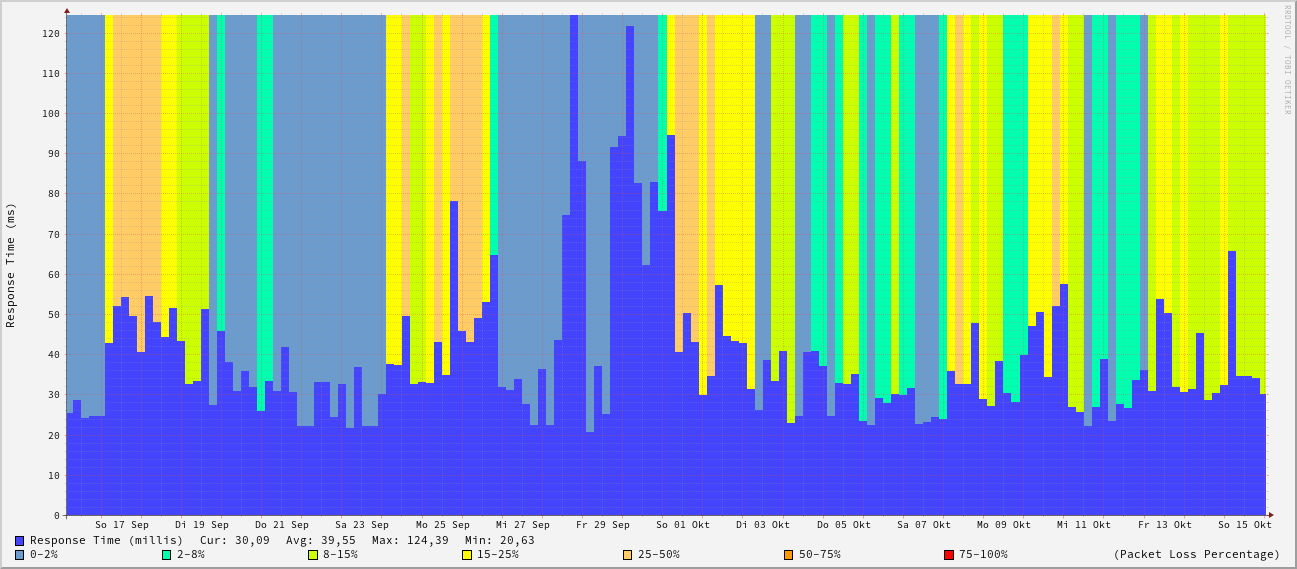 RRDTOOL / TOBI OETIKER
Response Time (ms)
120
110
100
90
80
70
60
50
40
30
20
10
0
So 17 Sep Di 19 Sep Do 21 Sep Sa 23 Sep Mo 25 Sep Mi 27 Sep Fr 29 Sep So 01 Okt Di 03 Okt Do 05 Okt Sa 07 Okt Mo 09 Okt Mi 11 Okt Fr 13 Okt So 15 Okt
Response Time (millis) Cur: 30,09 Avg: 39,55 Max: 124,39 Min: 20,63
0-2% 2-8% 8-15% 15-25% 25-50% 50-75% 75-100% (Packet Loss Percentage)